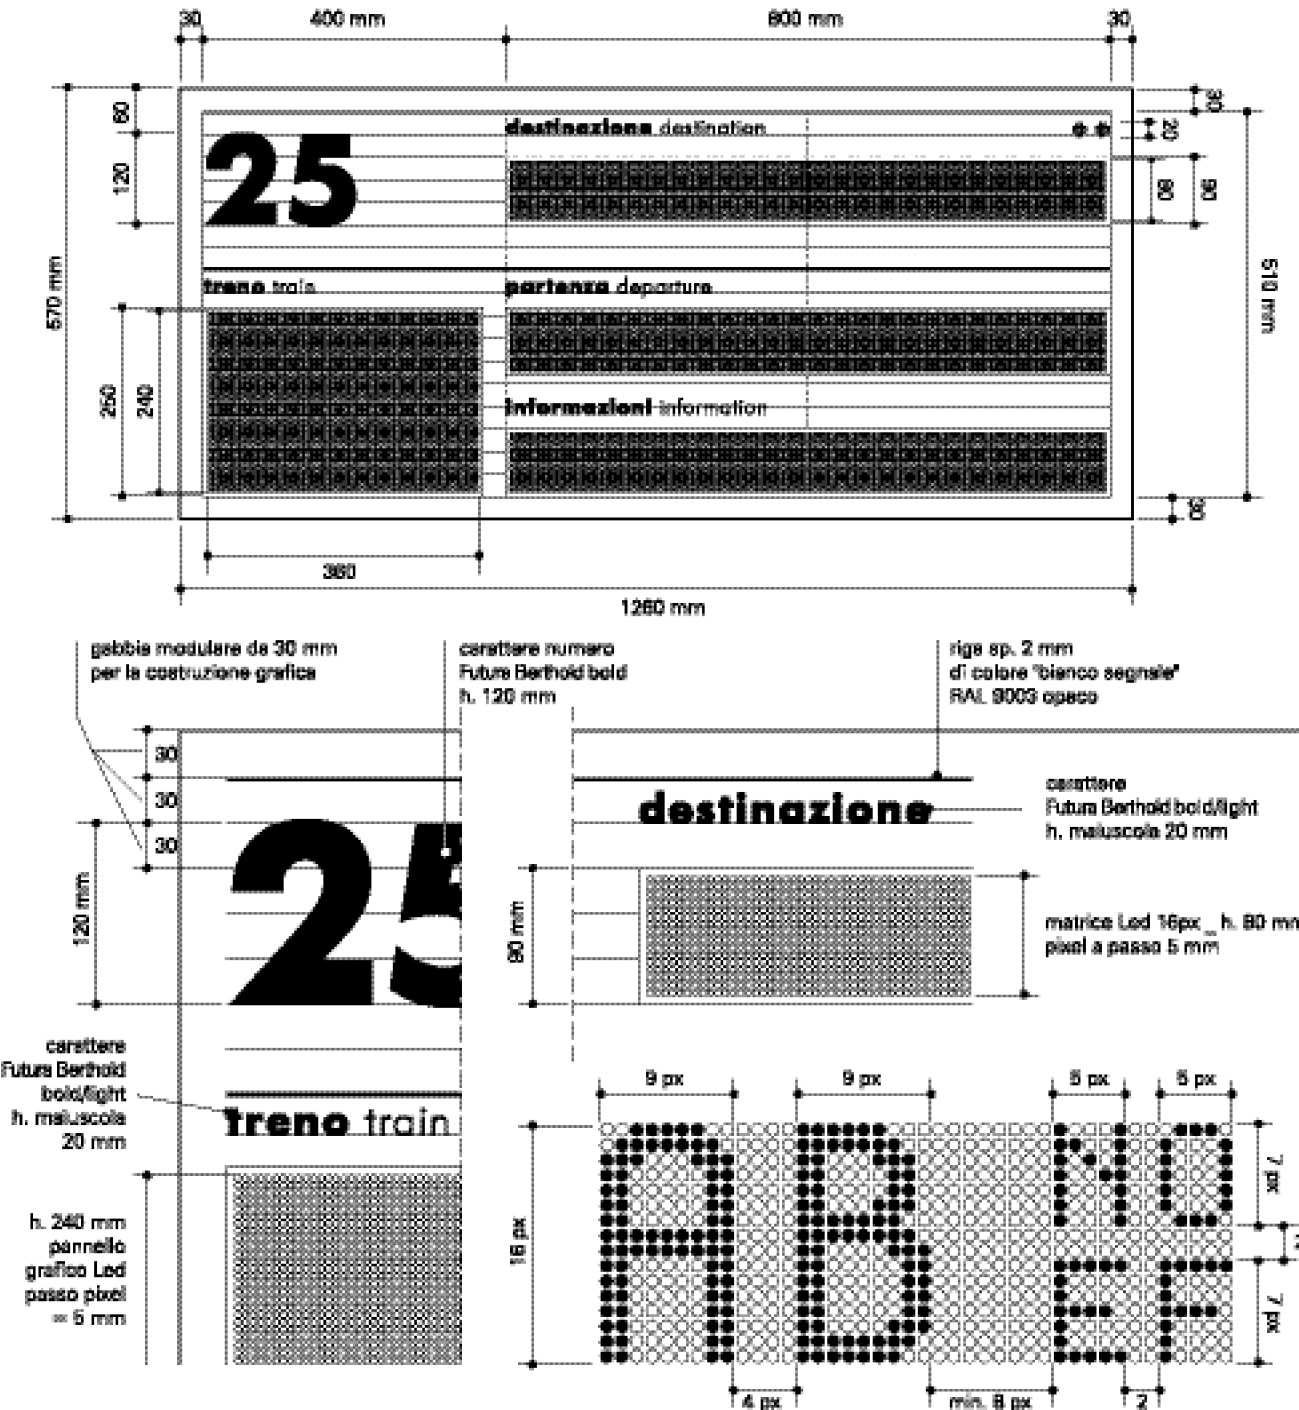 30 400 mm 800 mm 30
60
120
570 mm
260
240
30
20
80
90
510 mm
30
25
destinazione destination
treno train
partenza departure
informazioni information
360
1260 mm
gabbia modulare da 30 mm
per la costruzione grafica
carattere numero
Futura Berthold bold
h. 120 mm
riga sp. 2 mm
di colore "bianco segnale"
RAL 9003 opaco
30
30
30
120 mm
25
destinazione
carattere
Futura Berthold bold/light
h. maiuscola 20 mm
90 mm
matrice Led 16px _ h. 80 mm
pixel a passo 5 mm
carattere
Futura Berthold
bold/light
h. maiuscola
20 mm
treno train
h. 240 mm
pannello
grafico Led
passo pixel
= 5 mm
9 px 9 px 5 px 5 px
16 px
A B N O
E F
7 px
7 px
4 px min. 8 px 2